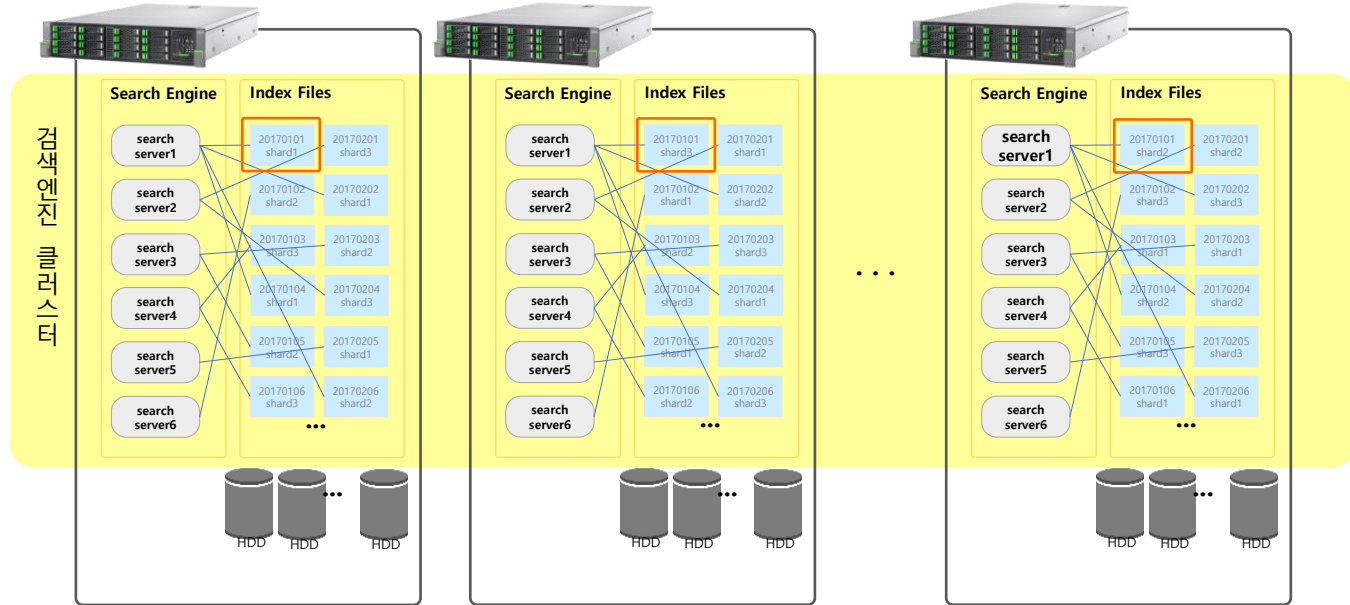 검색엔진 클러스터
Search Engine
Index Files
search
server1
search
server2
search
server3
search
server4
search
server5
search
server6
20170101
shard1
20170201
shard3
20170102
shard2
20170202
shard1
20170103
shard3
20170203
shard2
20170104
shard1
20170204
shard3
20170105
shard2
20170205
shard1
20170106
shard3
20170206
shard2
...
...
HDD
HDD
HDD
Search Engine
Index Files
search
server1
search
server2
search
server3
search
server4
search
server5
search
server6
20170101
shard3
20170201
shard1
20170102
shard1
20170202
shard2
20170103
shard2
20170203
shard3
20170104
shard3
20170204
shard1
20170105
shard1
20170205
shard2
20170106
shard2
20170206
shard3
...
...
HDD
HDD
HDD
...
Search Engine
Index Files
search
server1
search
server2
search
server3
search
server4
search
server5
search
server6
20170101
shard2
20170201
shard2
20170102
shard3
20170202
shard3
20170103
shard1
20170203
shard1
20170104
shard2
20170204
shard2
20170105
shard3
20170205
shard3
20170106
shard1
20170206
shard1
...
...
HDD
HDD
HDD